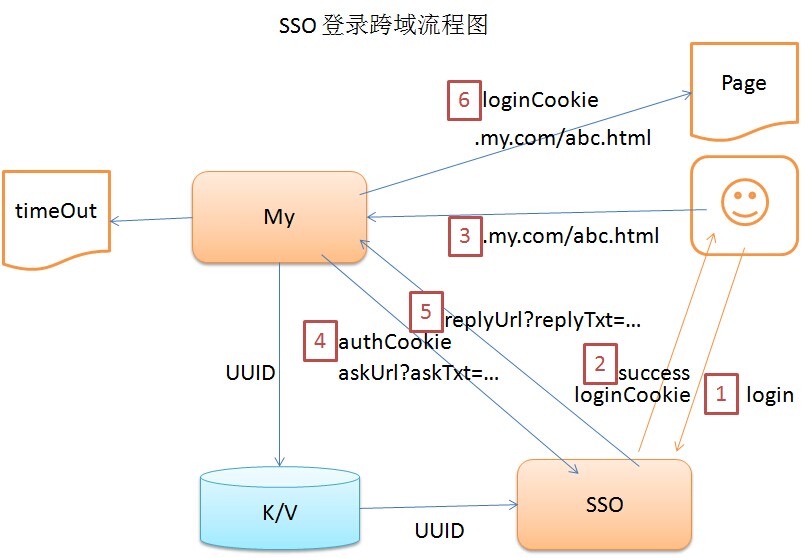 SSO 登录跨域流程图
Page
6 loginCookie
.my.com/abc.html
timeOut
My
3 .my.com/abc.html
5 replyUrl?replyTxt=...
4 authCookie
askUrl?askTxt=...
UUID
2 success
loginCookie
1 login
K/V
SSO
UUID